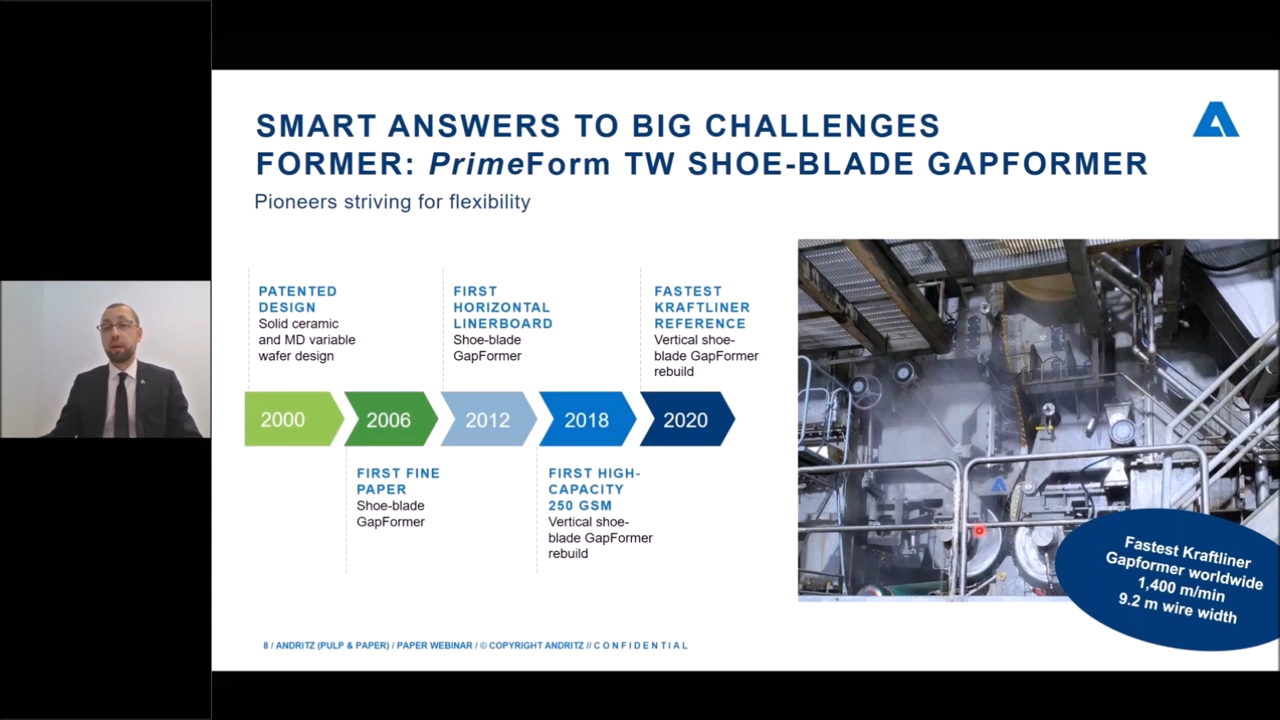 SMART ANSWERS TO BIG CHALLENGES
FORMER: PrimeForm TW SHOE-BLADE GAPFORMER
Pioneers striving for flexibility
PATENTED
DESIGN
Solid ceramic
and MD variable
wafer design
FIRST
HORIZONTAL
LINERBOARD
Shoe-blade
GapFormer
FASTEST
KRAFTLINER
REFERENCE
Vertical shoe-
blade GapFormer
rebuild
2000
2006
2012
2018
2020
FIRST FINE
PAPER
Shoe-blade
GapFormer
FIRST HIGH-
CAPACITY
250 GSM
Vertical shoe-
blade GapFormer
rebuild
Fastest Kraftliner
Gapformer worldwide
1,400 m/min
9.2 m wire width
8 / ANDRITZ (PULP & PAPER) / PAPER WEBINAR / © COPYRIGHT ANDRITZ // CONFIDENTIAL